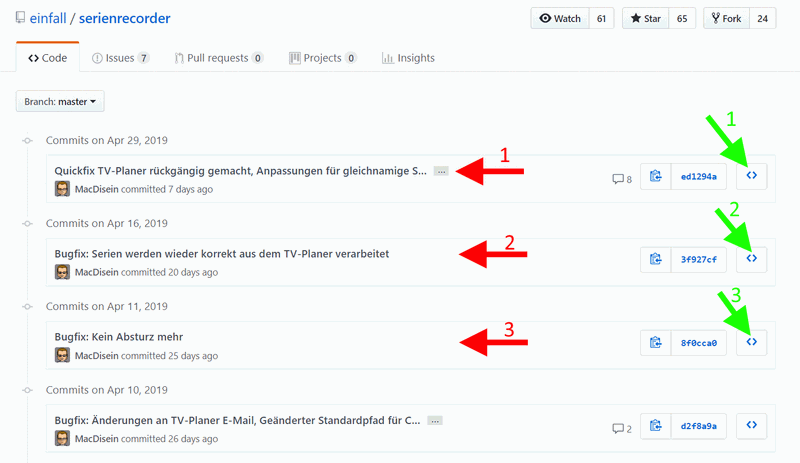 einfall / serienrecorder
Watch 61 Star 65 Fork 24
<> Code Issues 7 Pull requests 0 Projects 0 Insights
Branch: master
Commits on Apr 29, 2019
1
1
Quickfix TV-Planer rückgängig gemacht, Anpassungen für gleichnamige S... ...
MacDisein committed 7 days ago
8 ed1294a <>
Commits on Apr 16, 2019
2
2
Bugfix: Serien werden wieder korrekt aus dem TV-Planer verarbeitet
MacDisein committed 20 days ago
3f927cf <>
Commits on Apr 11, 2019
3
3
Bugfix: Kein Absturz mehr
MacDisein committed 25 days ago
8f0cca0 <>
Commits on Apr 10, 2019
Bugfix: Änderungen an TV-Planer E-Mail, Geänderter Standardpfad für C... ...
MacDisein committed 26 days ago
2 d2f8a9a <>